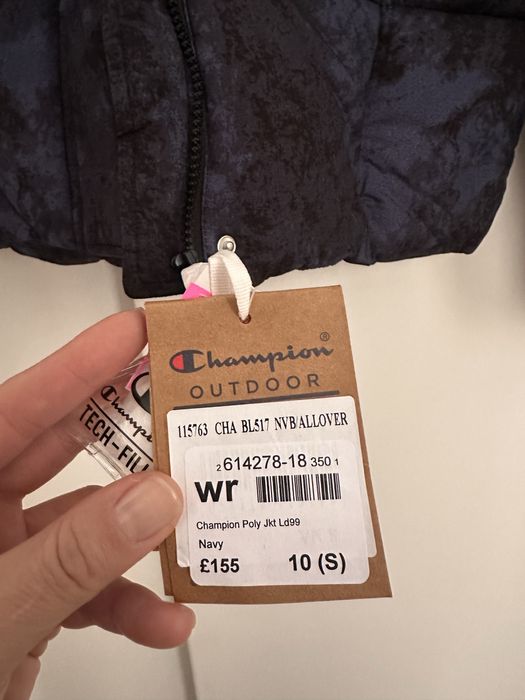 Champion®
OUTDOOR
115763 CHA BL517 NVB/ALLOVER
2 614278-18 350 1
wr
Champion Poly Jkt Ld99
Navy
£155 10 (S)
Champi
TECH-FIL